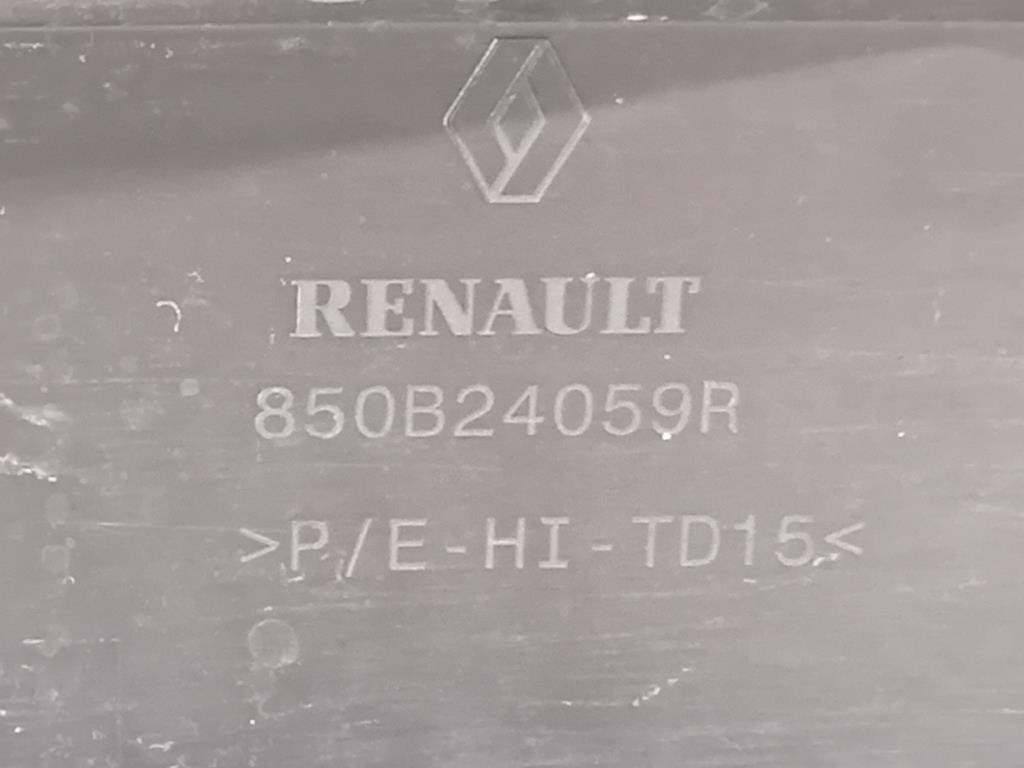 RENAULT
850B24059R
>P/E-HI-TD15<